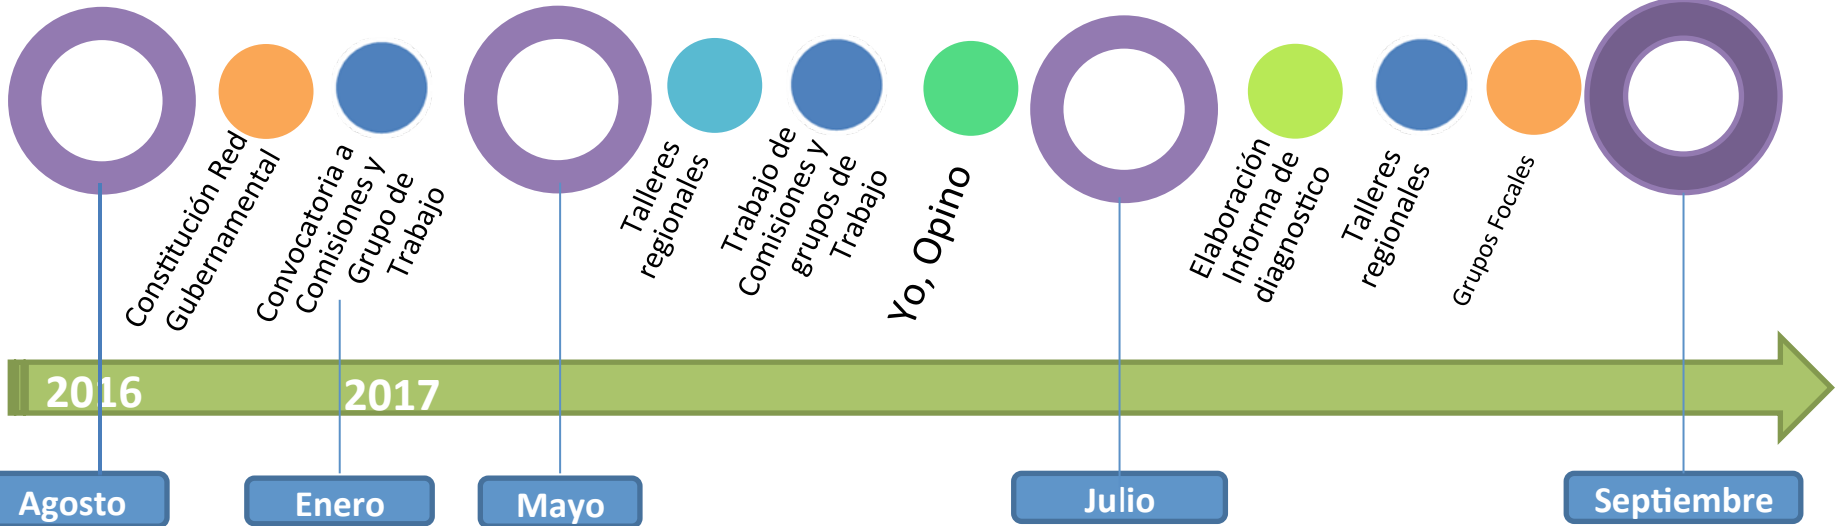 Constitución Red
Gubernamental
Convocatoria a
Comisiones y
Grupo de
Trabajo
Talleres
regionales
Trabajo de
Comisiones y
grupos de
Trabajo
Yo, Opino
Elaboración
Informa de
diagnostico
Talleres
regionales
Grupos Focales
2016
2017
Agosto
Enero
Mayo
Julio
Septiembre